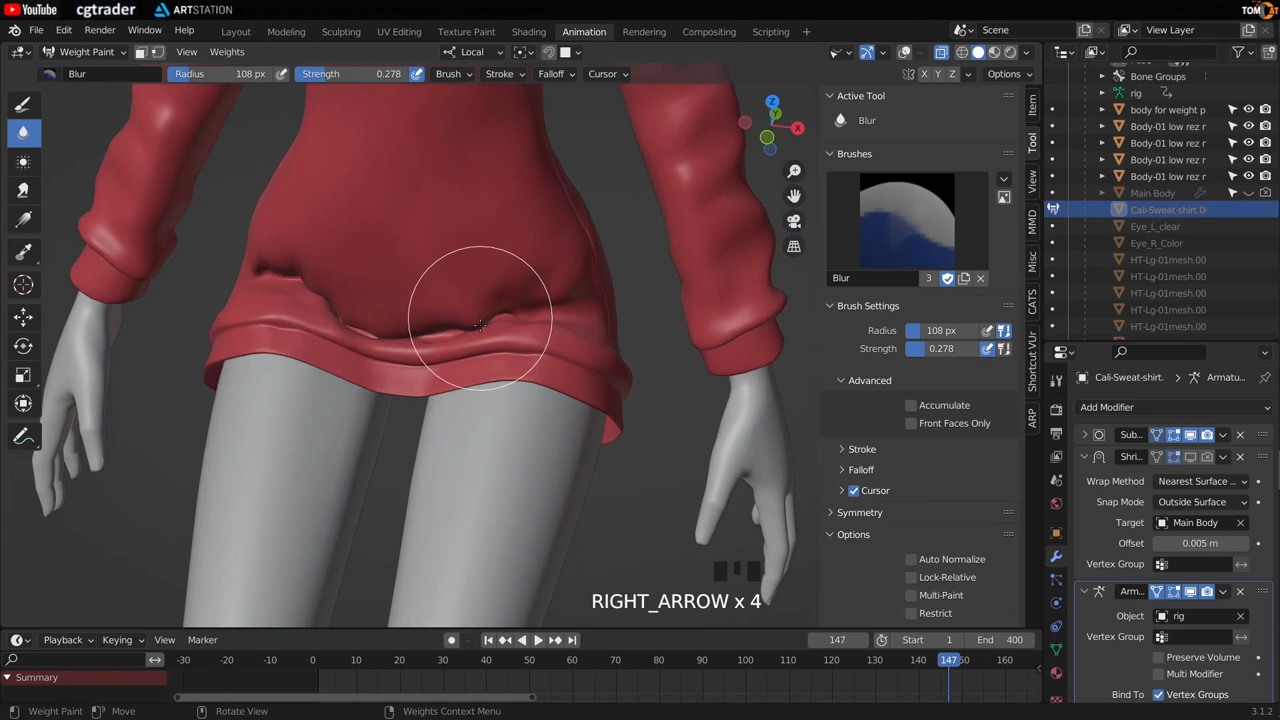 YouTube cgtrader ARTSTATION TOMCAT
File Edit Render Window Help Layout Modeling Sculpting UV Editing Texture Paint Shading Animation Rendering Compositing Scripting Scene View Layer
Weight Paint View Weights Local
Blur Radius 108 px Strength 0.278 Brush Stroke Falloff Cursor X Y Z Options
Z
Y
X
Item
Tool
View
MMD
Misc
CATS
Shortcut VUr
ARP
Active Tool
Blur
Brushes
Blur 3
Brush Settings
Radius 108 px
Strength 0.278
Advanced
Accumulate
Front Faces Only
Stroke
Falloff
Cursor
Symmetry
Options
Auto Normalize
Lock-Relative
Multi-Paint
Restrict
RIGHT_ARROW x 4
Bone Groups
rig
body for weight p
Body-01 low rez r
Body-01 low rez r
Body-01 low rez r
Body-01 low rez r
Main Body
Cali-Sweat-shirt.0
Eye_L_clear
Eye_R_Color
HT-Lg-01mesh.00
HT-Lg-01mesh.00
HT-Lg-01mesh.00
HT-Lg-01mesh.00
HT-Lg-01mesh.00
Cali-Sweat-shirt. Armatu...
Add Modifier
Sub
Shri
Wrap Method Nearest Surface ...
Snap Mode Outside Surface
Target Main Body
Offset 0.005 m
Vertex Group
Arm
Object rig
Vertex Group
Preserve Volume
Multi Modifier
Bind To Vertex Groups
Playback Keying View Marker 147 Start 1 End 400
-30 -20 -10 0 10 20 30 40 50 60 70 80 90 100 110 120 130 147 50 160
Summary
Weight Paint Move Rotate View Weights Context Menu 3.1.2